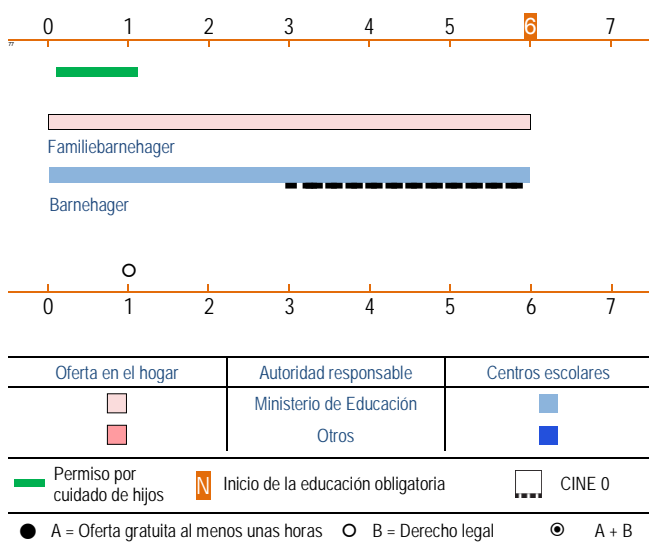 0 1 2 3 4 5 6 7
Familiebarnehager
Barnehager
0 1 2 3 4 5 6 7
Oferta en el hogar Autoridad responsable Centros escolares
Ministerio de Educación
Otros
Permiso por
cuidado de hijos
N Inicio de la educación obligatoria CINE 0
A = Oferta gratuita al menos unas horas B = Derecho legal A + B